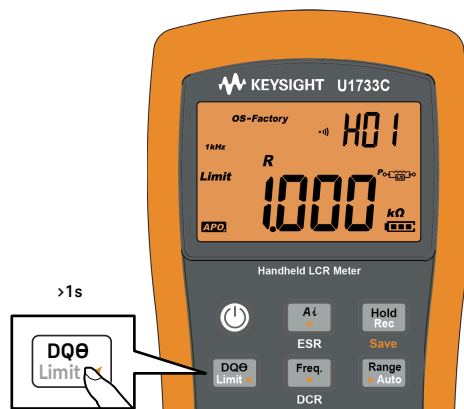 KEYSIGHT U1733C
OS-Factory
H01
1kHz
R
Limit
1.000
P
kΩ
APO
Handheld LCR Meter
>1s
Ai
Hold
Rec
ESR
Save
DQΘ
Limit
DQΘ
Limit
Freq.
Range
Auto
DCR